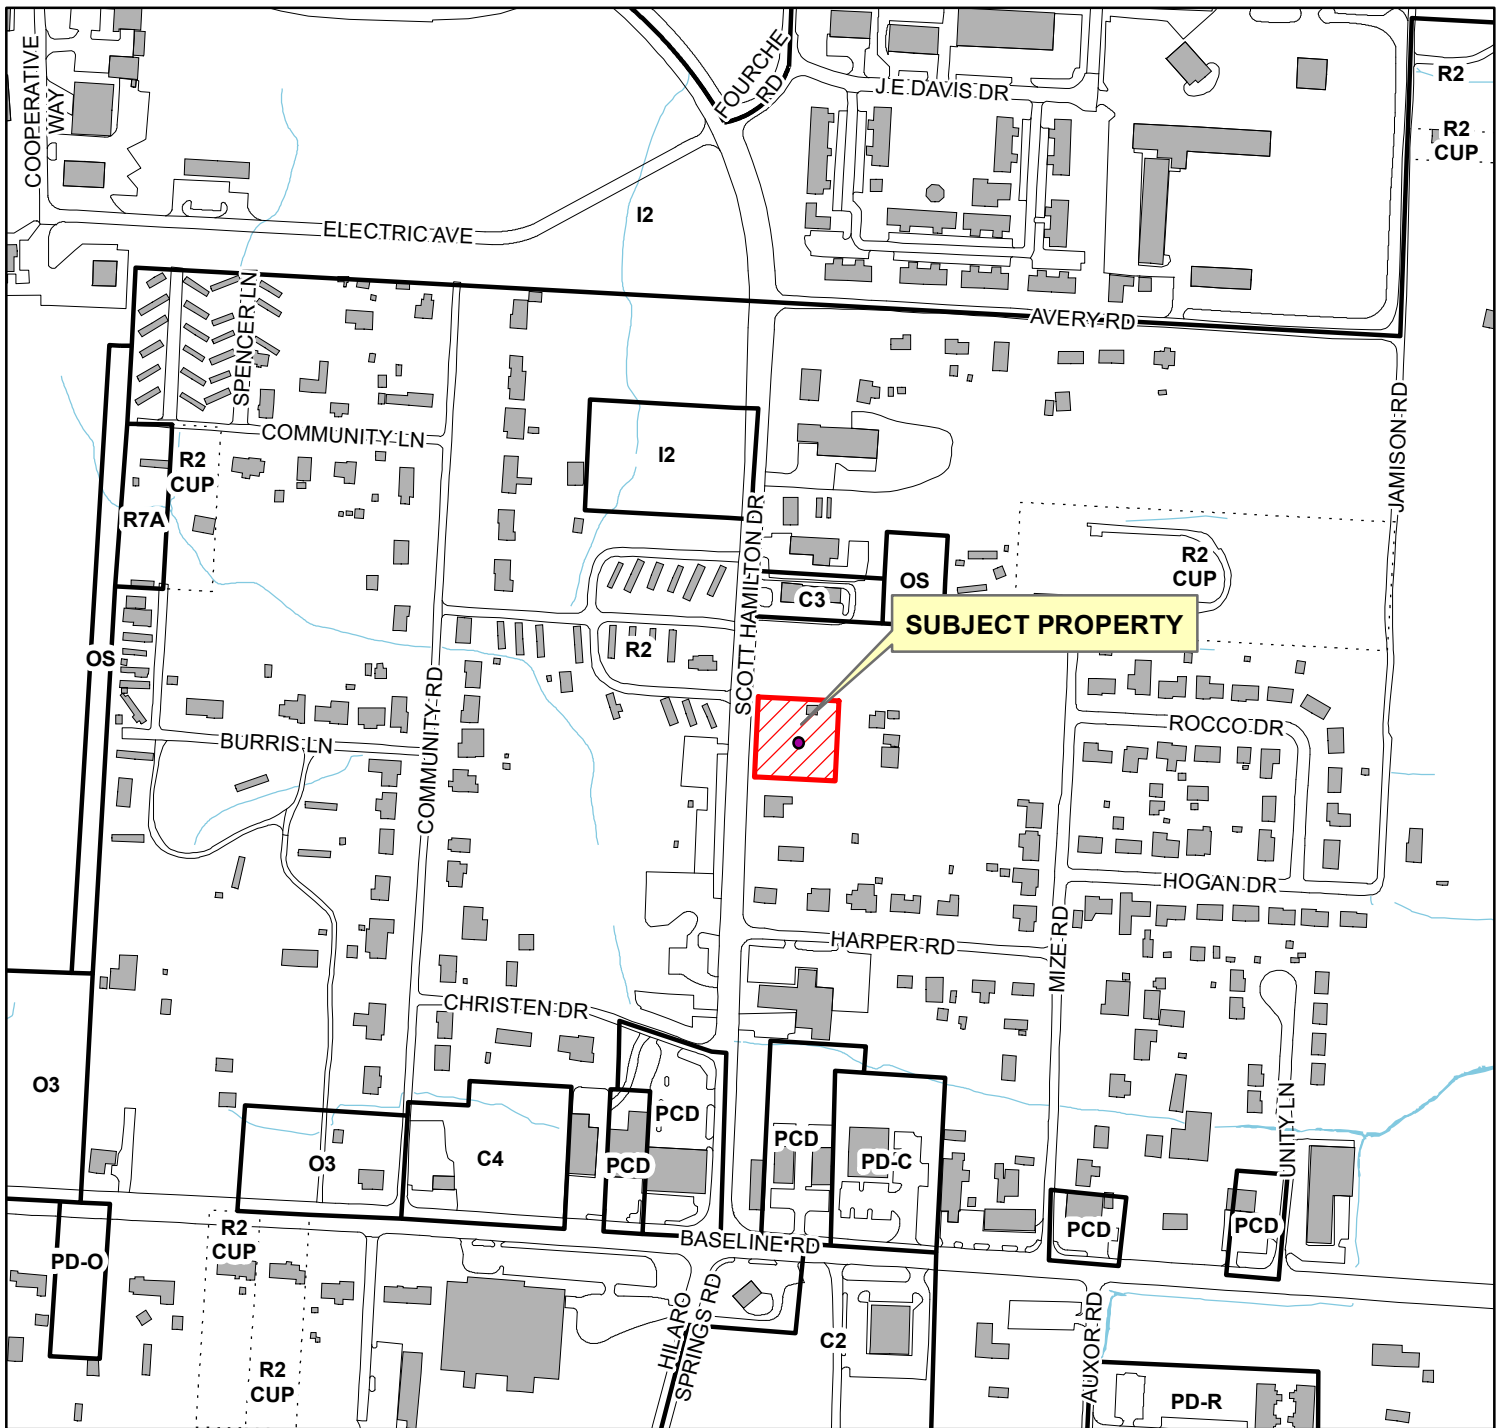 COOPERATIVE
WAY
FOURCHE
RD
J E DAVIS DR
R2
R2
CUP
ELECTRIC AVE
I2
SPENCER LN
AVERY RD
COMMUNITY LN
R2
CUP
R7A
I2
JAMISON RD
SCOTT HAMILTON DR
R2
CUP
OS
C3
SUBJECT PROPERTY
R2
OS
COMMUNITY RD
BURRIS LN
ROCCO DR
HOGAN DR
HARPER RD
MIZE RD
CHRISTEN DR
O3
PCD
PCD
PCD
PD-C
UNITY LN
O3
C4
PCD
PCD
R2
CUP
BASELINE RD
PD-O
HILARO
SPRINGS RD
C2
AUXOR RD
R2
CUP
PD-R